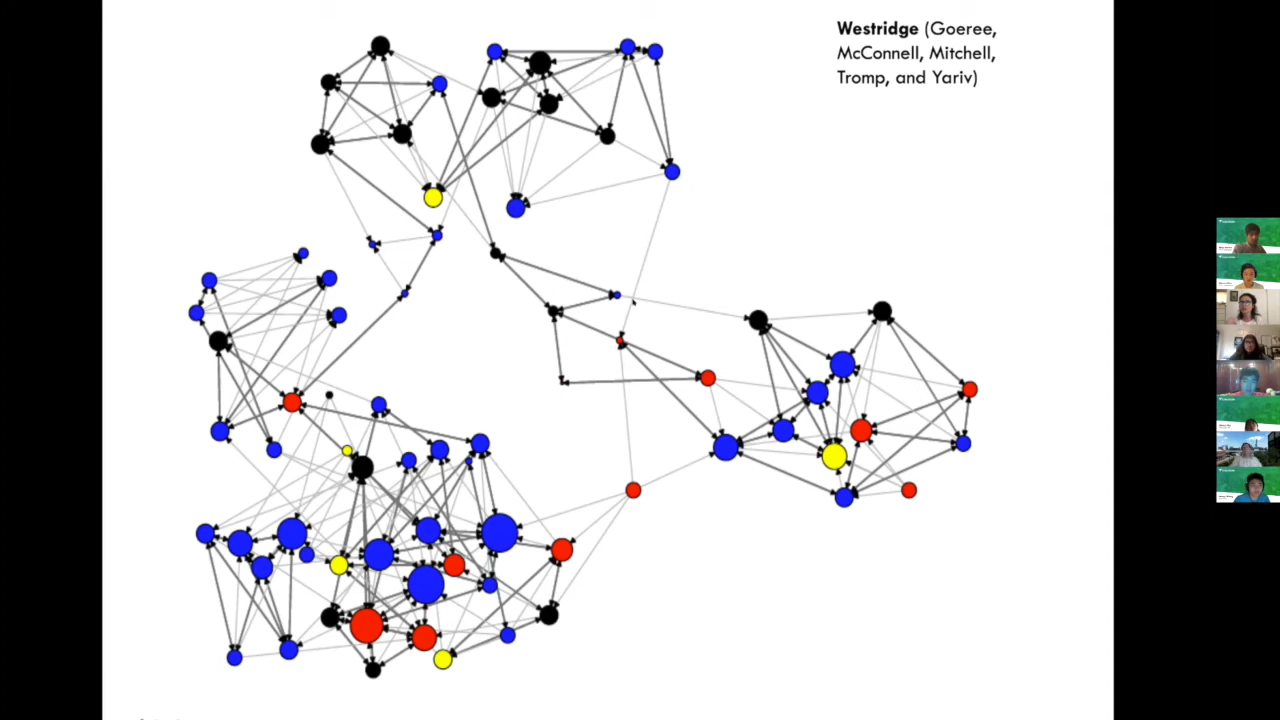 Westridge (Goeree,
McConnell, Mitchell,
Tromp, and Yariv)